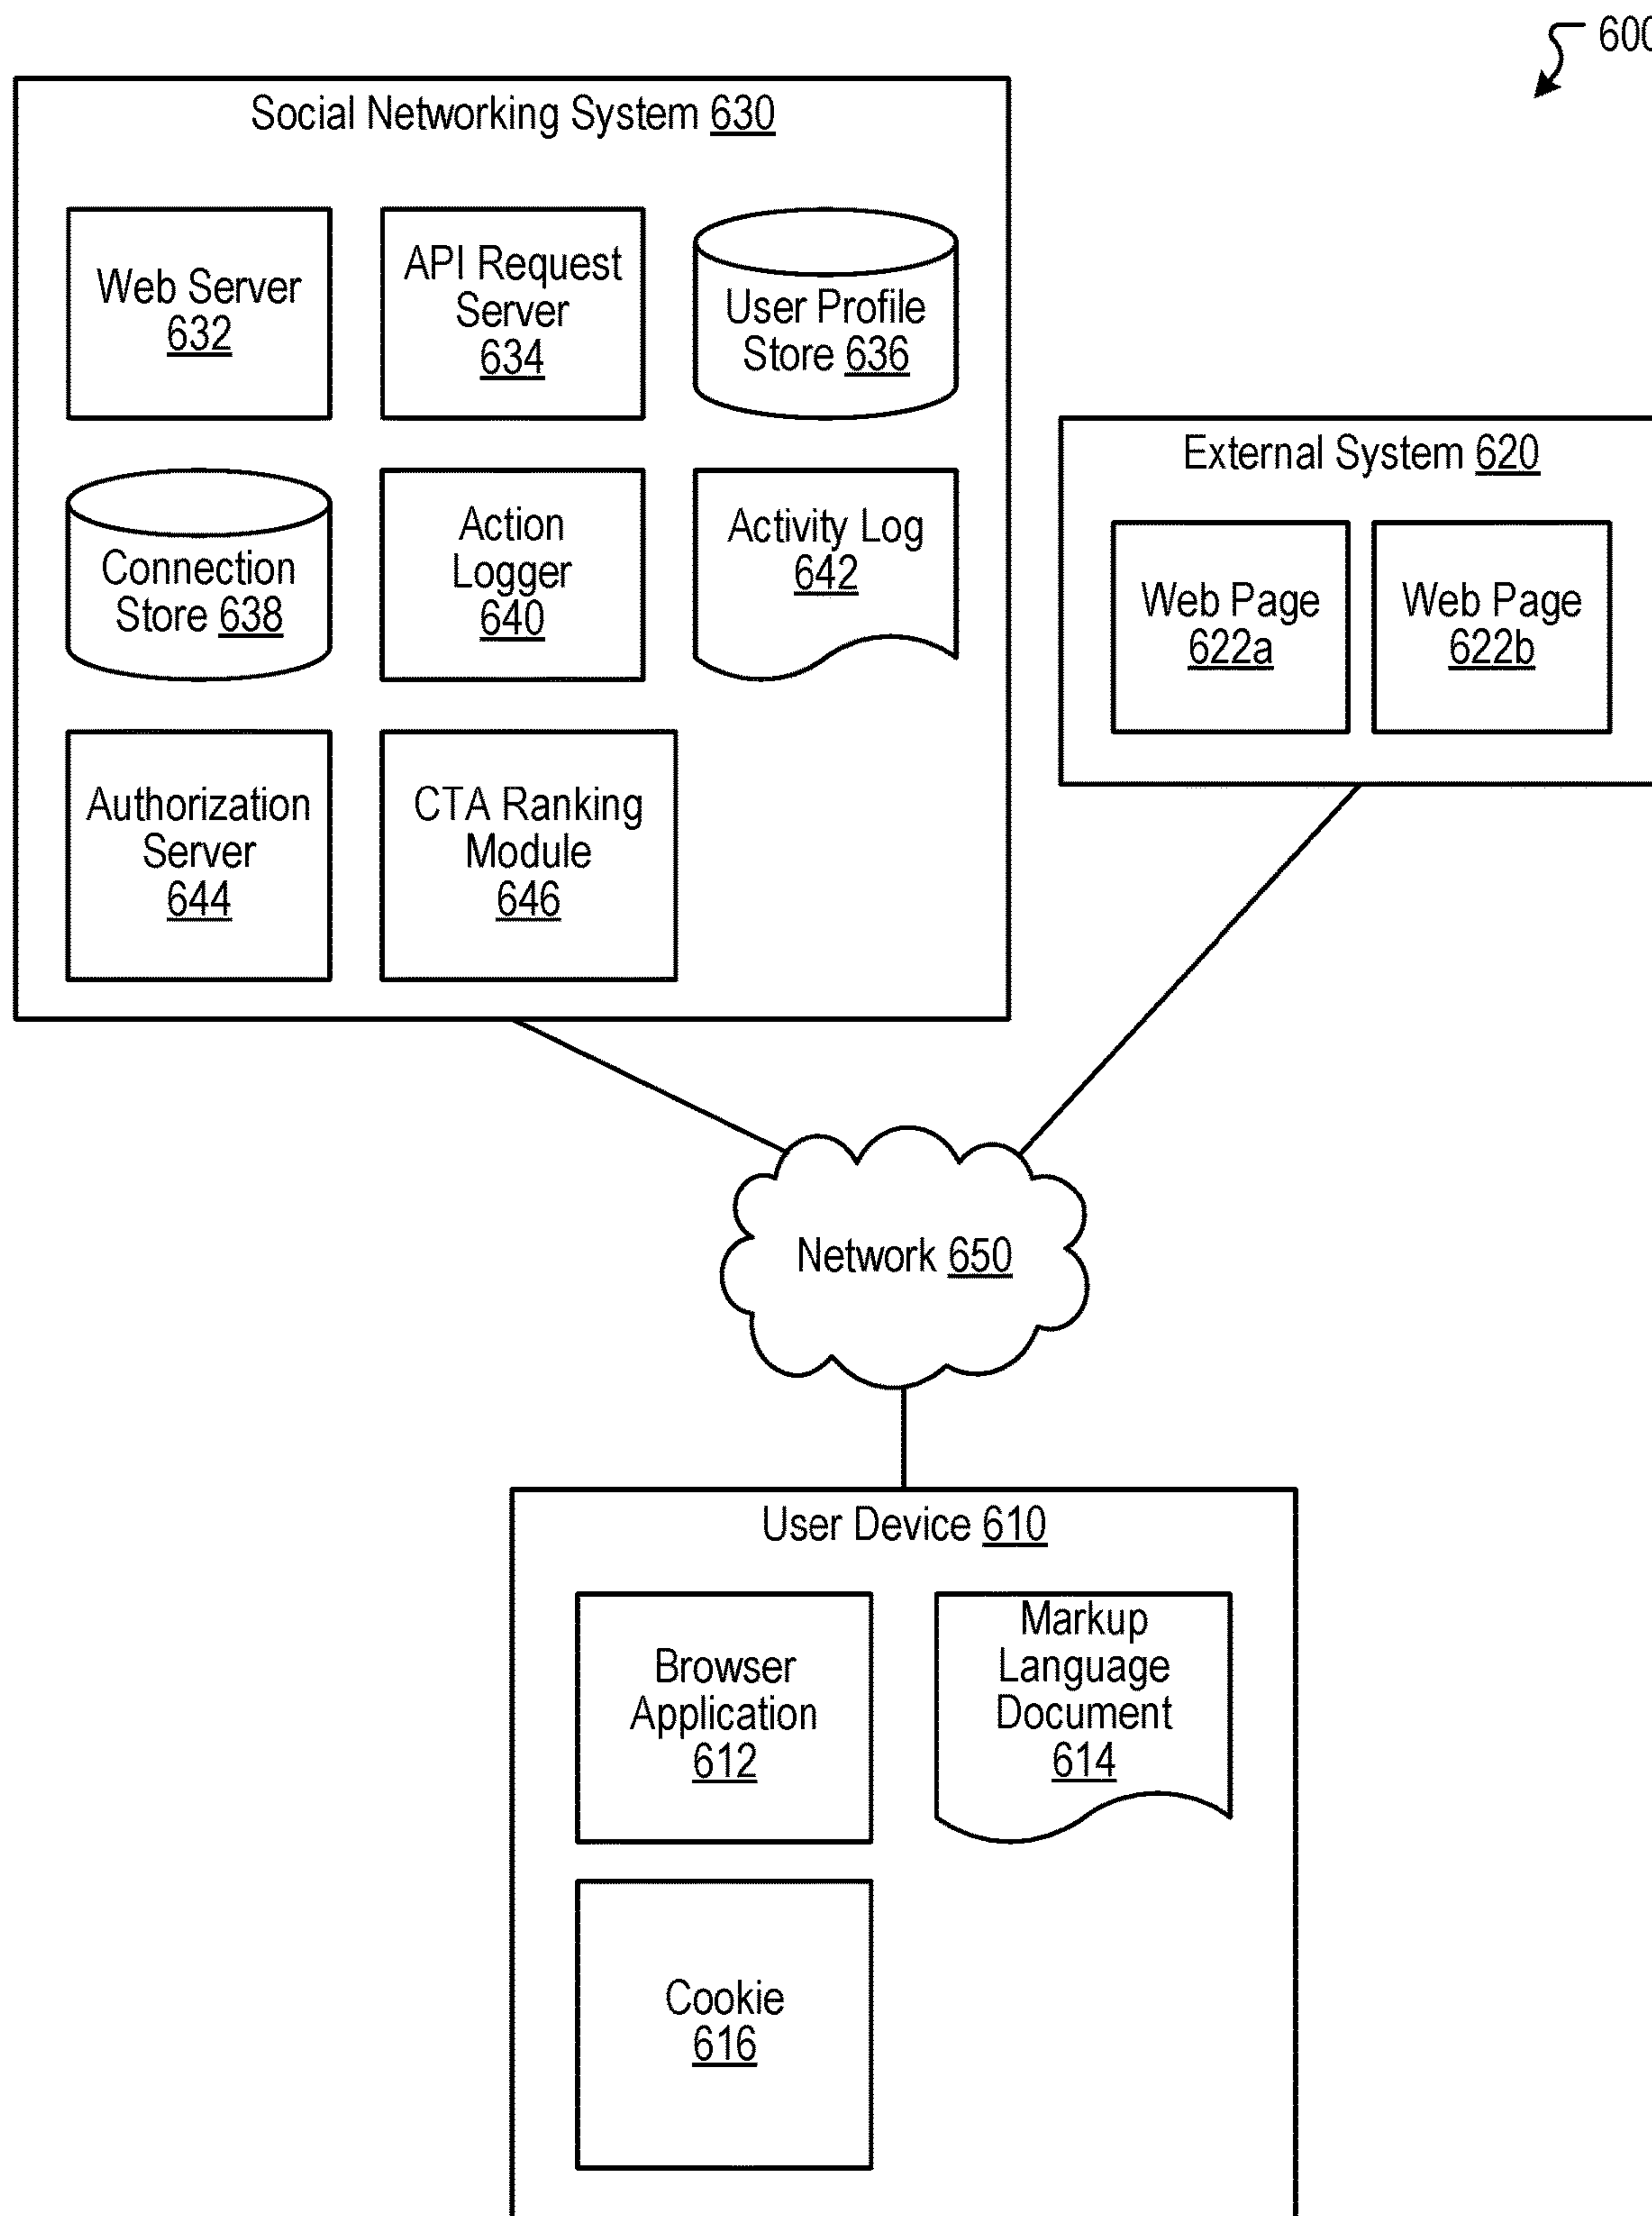 600
Social Networking System 630
Web Server
632
API Request
Server
634
User Profile
Store 636
Connection
Store 638
Action
Logger
640
Activity Log
642
Authorization
Server
644
CTA Ranking
Module
646
External System 620
Web Page
622a
Web Page
622b
Network 650
User Device 610
Browser
Application
612
Markup
Language
Document
614
Cookie
616